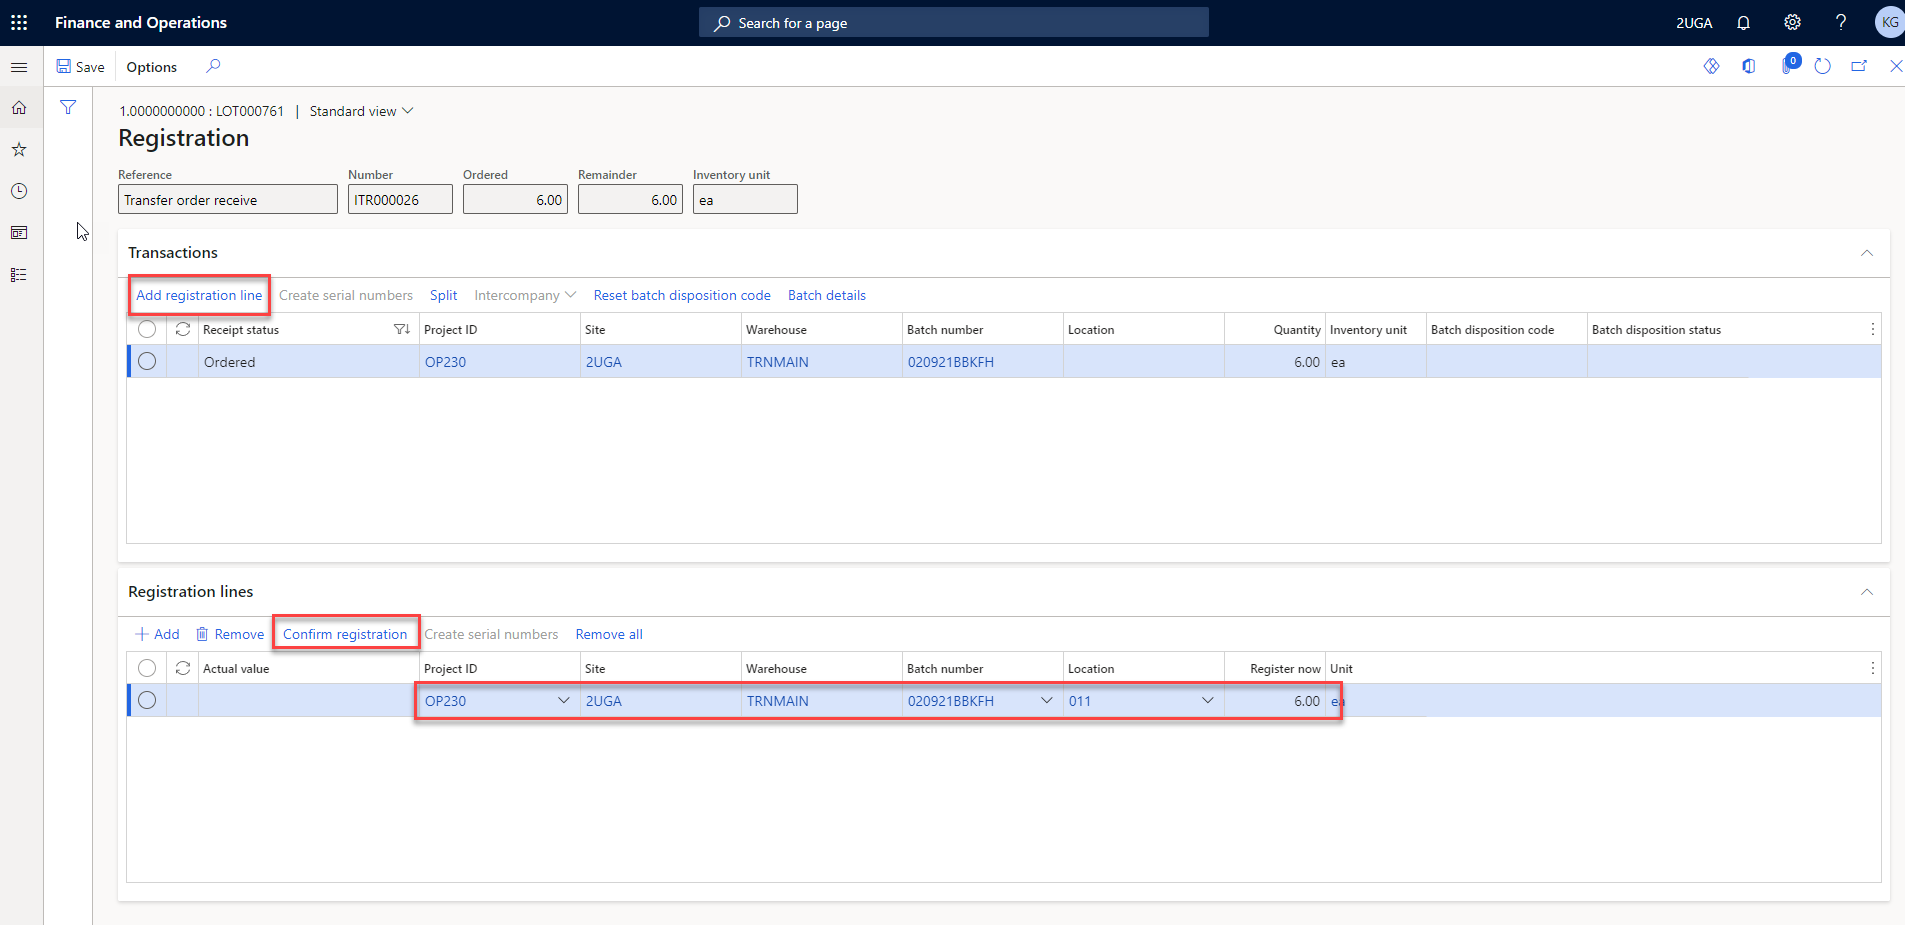 Finance and Operations
Search for a page
2UGA
KG
Save
Options
0
1.0000000000 : LOT000761 | Standard view
Registration
Reference Number Ordered Remainder Inventory unit
Transfer order receive ITR000026 6.00 6.00 ea
Transactions
Add registration line Create serial numbers Split Intercompany Reset batch disposition code Batch details
Receipt status Project ID Site Warehouse Batch number Location Quantity Inventory unit Batch disposition code Batch disposition status
Ordered OP230 2UGA TRNMAIN 020921BBKFH 6.00 ea
Registration lines
Add Remove Confirm registration Create serial numbers Remove all
Actual value Project ID Site Warehouse Batch number Location Register now Unit
OP230 2UGA TRNMAIN 020921BBKFH 011 6.00 ea